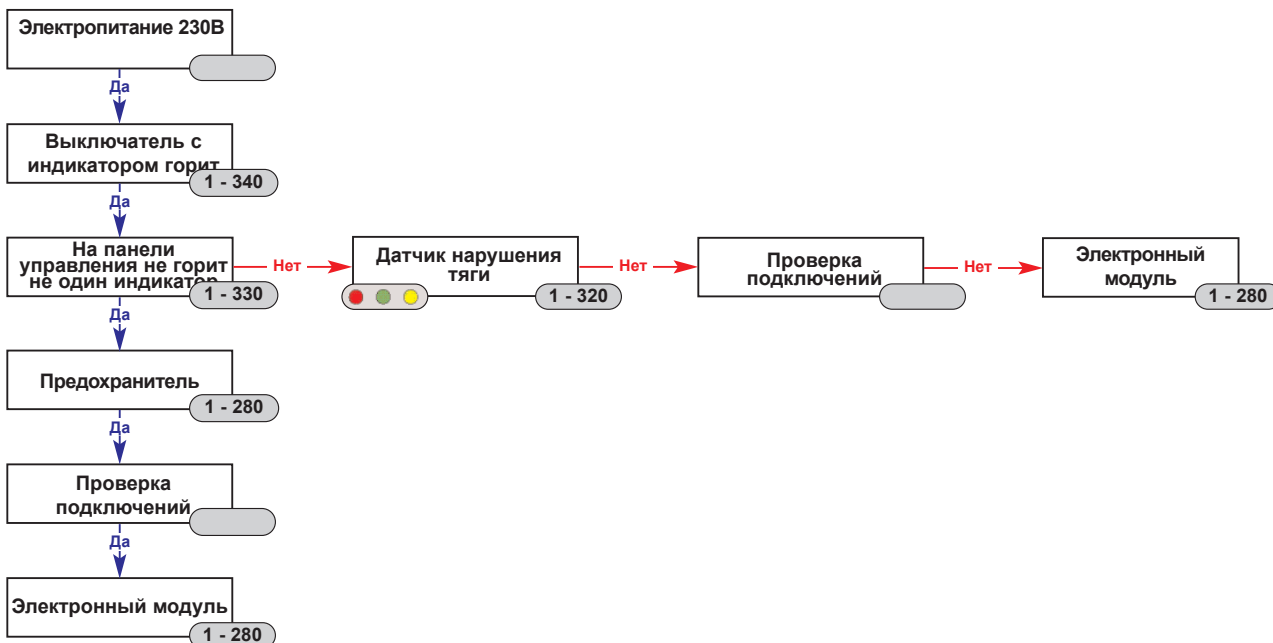 Электропитание 230В
Да
Выключатель с
индикатором горит
1 - 340
Да
На панели
управления не горит
не один индикатор
1 - 330
Нет
Датчик нарушения
тяги
1 - 320
Нет
Проверка
подключений
Нет
Электронный
модуль
1 - 280
Да
Предохранитель
1 - 280
Да
Проверка
подключений
Да
Электронный модуль
1 - 280